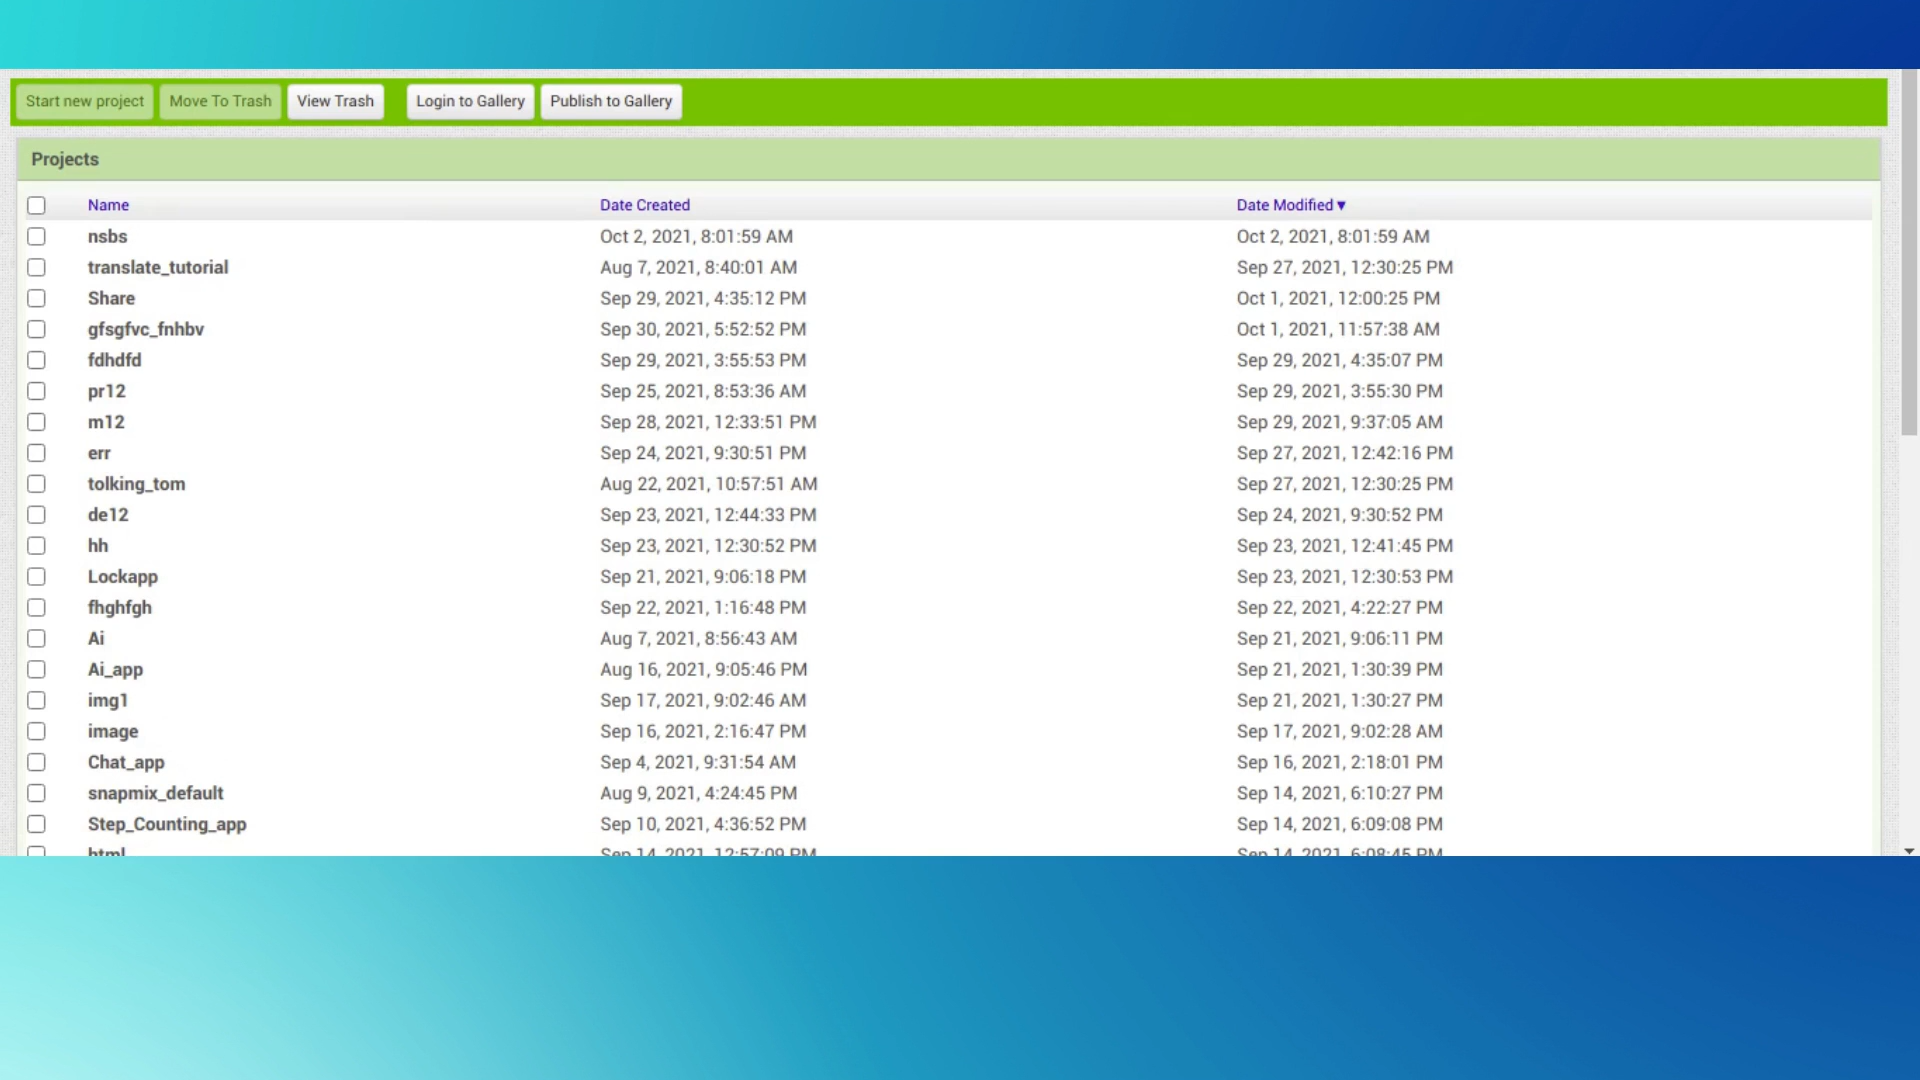 Start new project Move To Trash View Trash Login to Gallery Publish to Gallery
Projects
Name Date Created Date Modified ▼
nsbs Oct 2, 2021, 8:01:59 AM Oct 2, 2021, 8:01:59 AM
translate_tutorial Aug 7, 2021, 8:40:01 AM Sep 27, 2021, 12:30:25 PM
Share Sep 29, 2021, 4:35:12 PM Oct 1, 2021, 12:00:25 PM
gfsgfvc_fnhbv Sep 30, 2021, 5:52:52 PM Oct 1, 2021, 11:57:38 AM
fdhdfd Sep 29, 2021, 3:55:53 PM Sep 29, 2021, 4:35:07 PM
pr12 Sep 25, 2021, 8:53:36 AM Sep 29, 2021, 3:55:30 PM
m12 Sep 28, 2021, 12:33:51 PM Sep 29, 2021, 9:37:05 AM
err Sep 24, 2021, 9:30:51 PM Sep 27, 2021, 12:42:16 PM
tolking_tom Aug 22, 2021, 10:57:51 AM Sep 27, 2021, 12:30:25 PM
de12 Sep 23, 2021, 12:44:33 PM Sep 24, 2021, 9:30:52 PM
hh Sep 23, 2021, 12:30:52 PM Sep 23, 2021, 12:41:45 PM
Lockapp Sep 21, 2021, 9:06:18 PM Sep 23, 2021, 12:30:53 PM
fhghfgh Sep 22, 2021, 1:16:48 PM Sep 22, 2021, 4:22:27 PM
Ai Aug 7, 2021, 8:56:43 AM Sep 21, 2021, 9:06:11 PM
Ai_app Aug 16, 2021, 9:05:46 PM Sep 21, 2021, 1:30:39 PM
img1 Sep 17, 2021, 9:02:46 AM Sep 21, 2021, 1:30:27 PM
image Sep 16, 2021, 2:16:47 PM Sep 17, 2021, 9:02:28 AM
Chat_app Sep 4, 2021, 9:31:54 AM Sep 16, 2021, 2:18:01 PM
snapmix_default Aug 9, 2021, 4:24:45 PM Sep 14, 2021, 6:10:27 PM
Step_Counting_app Sep 10, 2021, 4:36:52 PM Sep 14, 2021, 6:09:08 PM
html Sep 14, 2021, 12:57:09 PM Sep 14, 2021, 6:08:45 PM